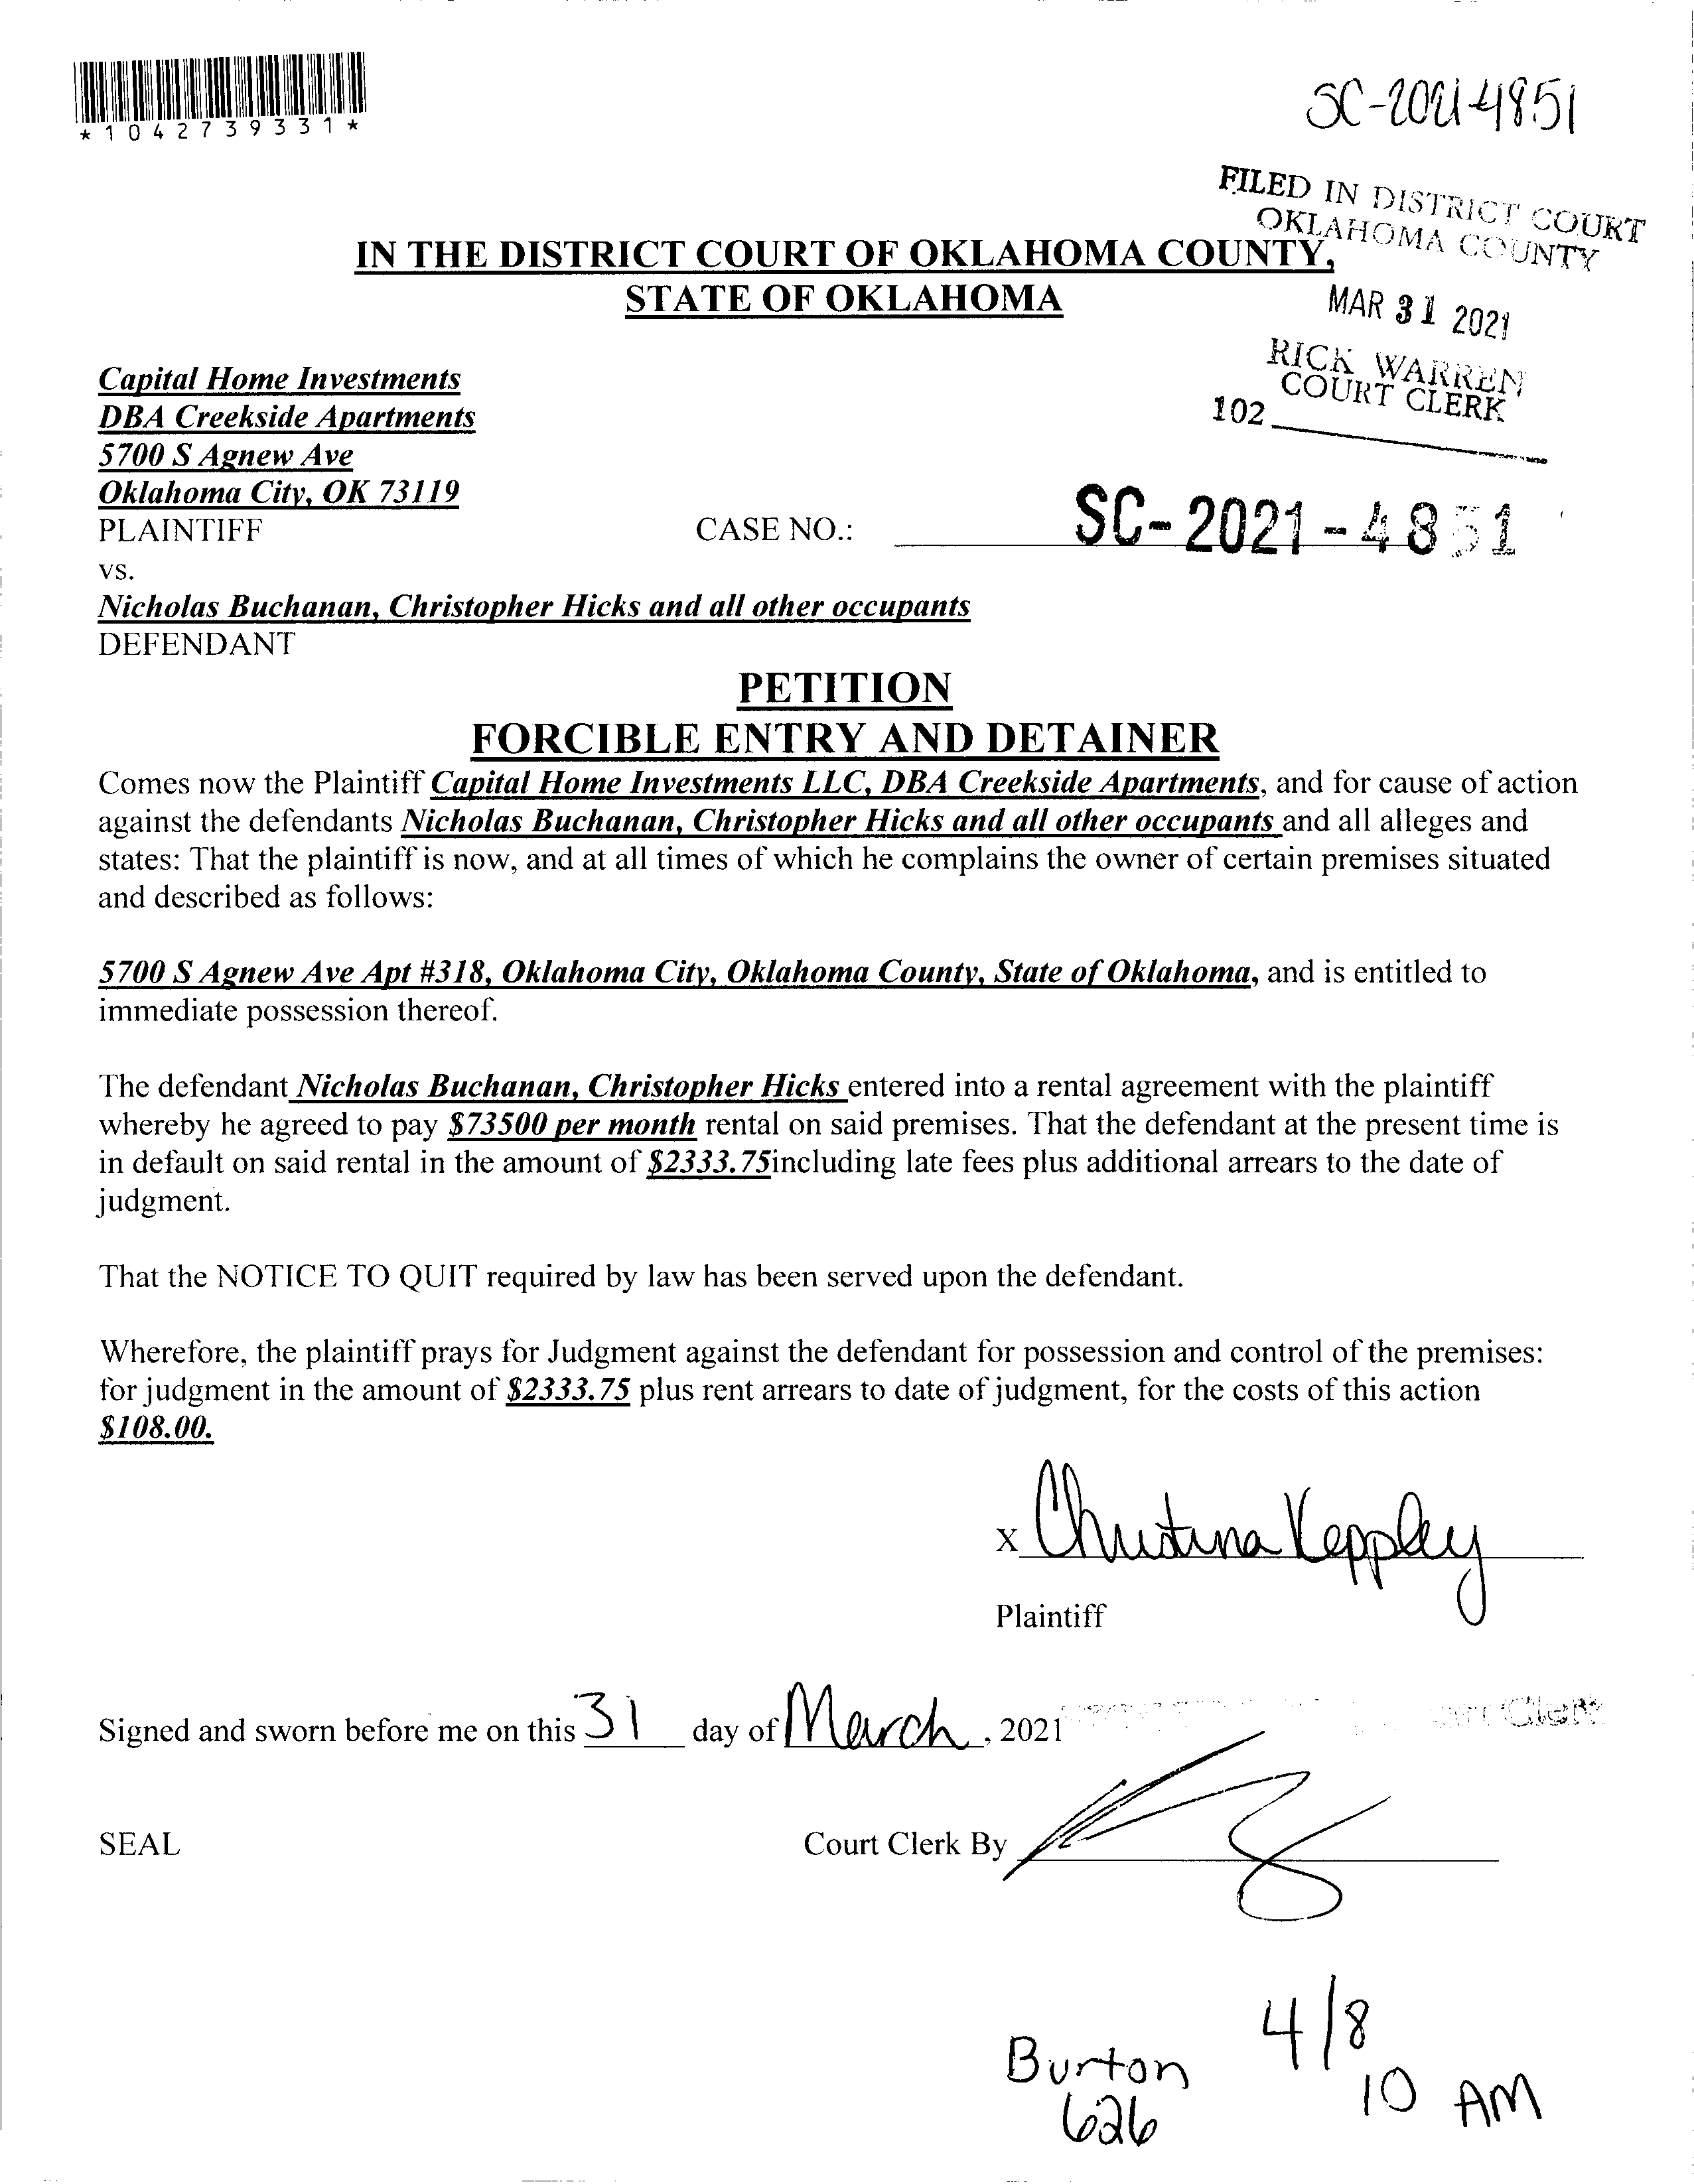 *1042739331*
SC-2021-4851
FILED IN DISTRICT COURT
OKLAHOMA COUNTY
IN THE DISTRICT COURT OF OKLAHOMA COUNTY,
STATE OF OKLAHOMA
MAR 31 2021
RICK WARREN
COURT CLERK
102
Capital Home Investments
DBA Creekside Apartments
5700 S Agnew Ave
Oklahoma City, OK 73119
PLAINTIFF
CASE NO.: SC-2021-4851
vs.
Nicholas Buchanan, Christopher Hicks and all other occupants
DEFENDANT
PETITION
FORCIBLE ENTRY AND DETAINER
Comes now the Plaintiff Capital Home Investments LLC, DBA Creekside Apartments, and for cause of action
against the defendants Nicholas Buchanan, Christopher Hicks and all other occupants and all alleges and
states: That the plaintiff is now, and at all times of which he complains the owner of certain premises situated
and described as follows:
5700 S Agnew Ave Apt #318, Oklahoma City, Oklahoma County, State of Oklahoma, and is entitled to
immediate possession thereof.
The defendant Nicholas Buchanan, Christopher Hicks entered into a rental agreement with the plaintiff
whereby he agreed to pay $73500 per month rental on said premises. That the defendant at the present time is
in default on said rental in the amount of $2333.75including late fees plus additional arrears to the date of
judgment.
That the NOTICE TO QUIT required by law has been served upon the defendant.
Wherefore, the plaintiff prays for Judgment against the defendant for possession and control of the premises:
for judgment in the amount of $2333.75 plus rent arrears to date of judgment, for the costs of this action
$108.00.
X Christina Keppley
Plaintiff
Signed and sworn before me on this 31 day of March, 2021 Clerk
SEAL
Court Clerk By
4/8
Burton
10 AM
626